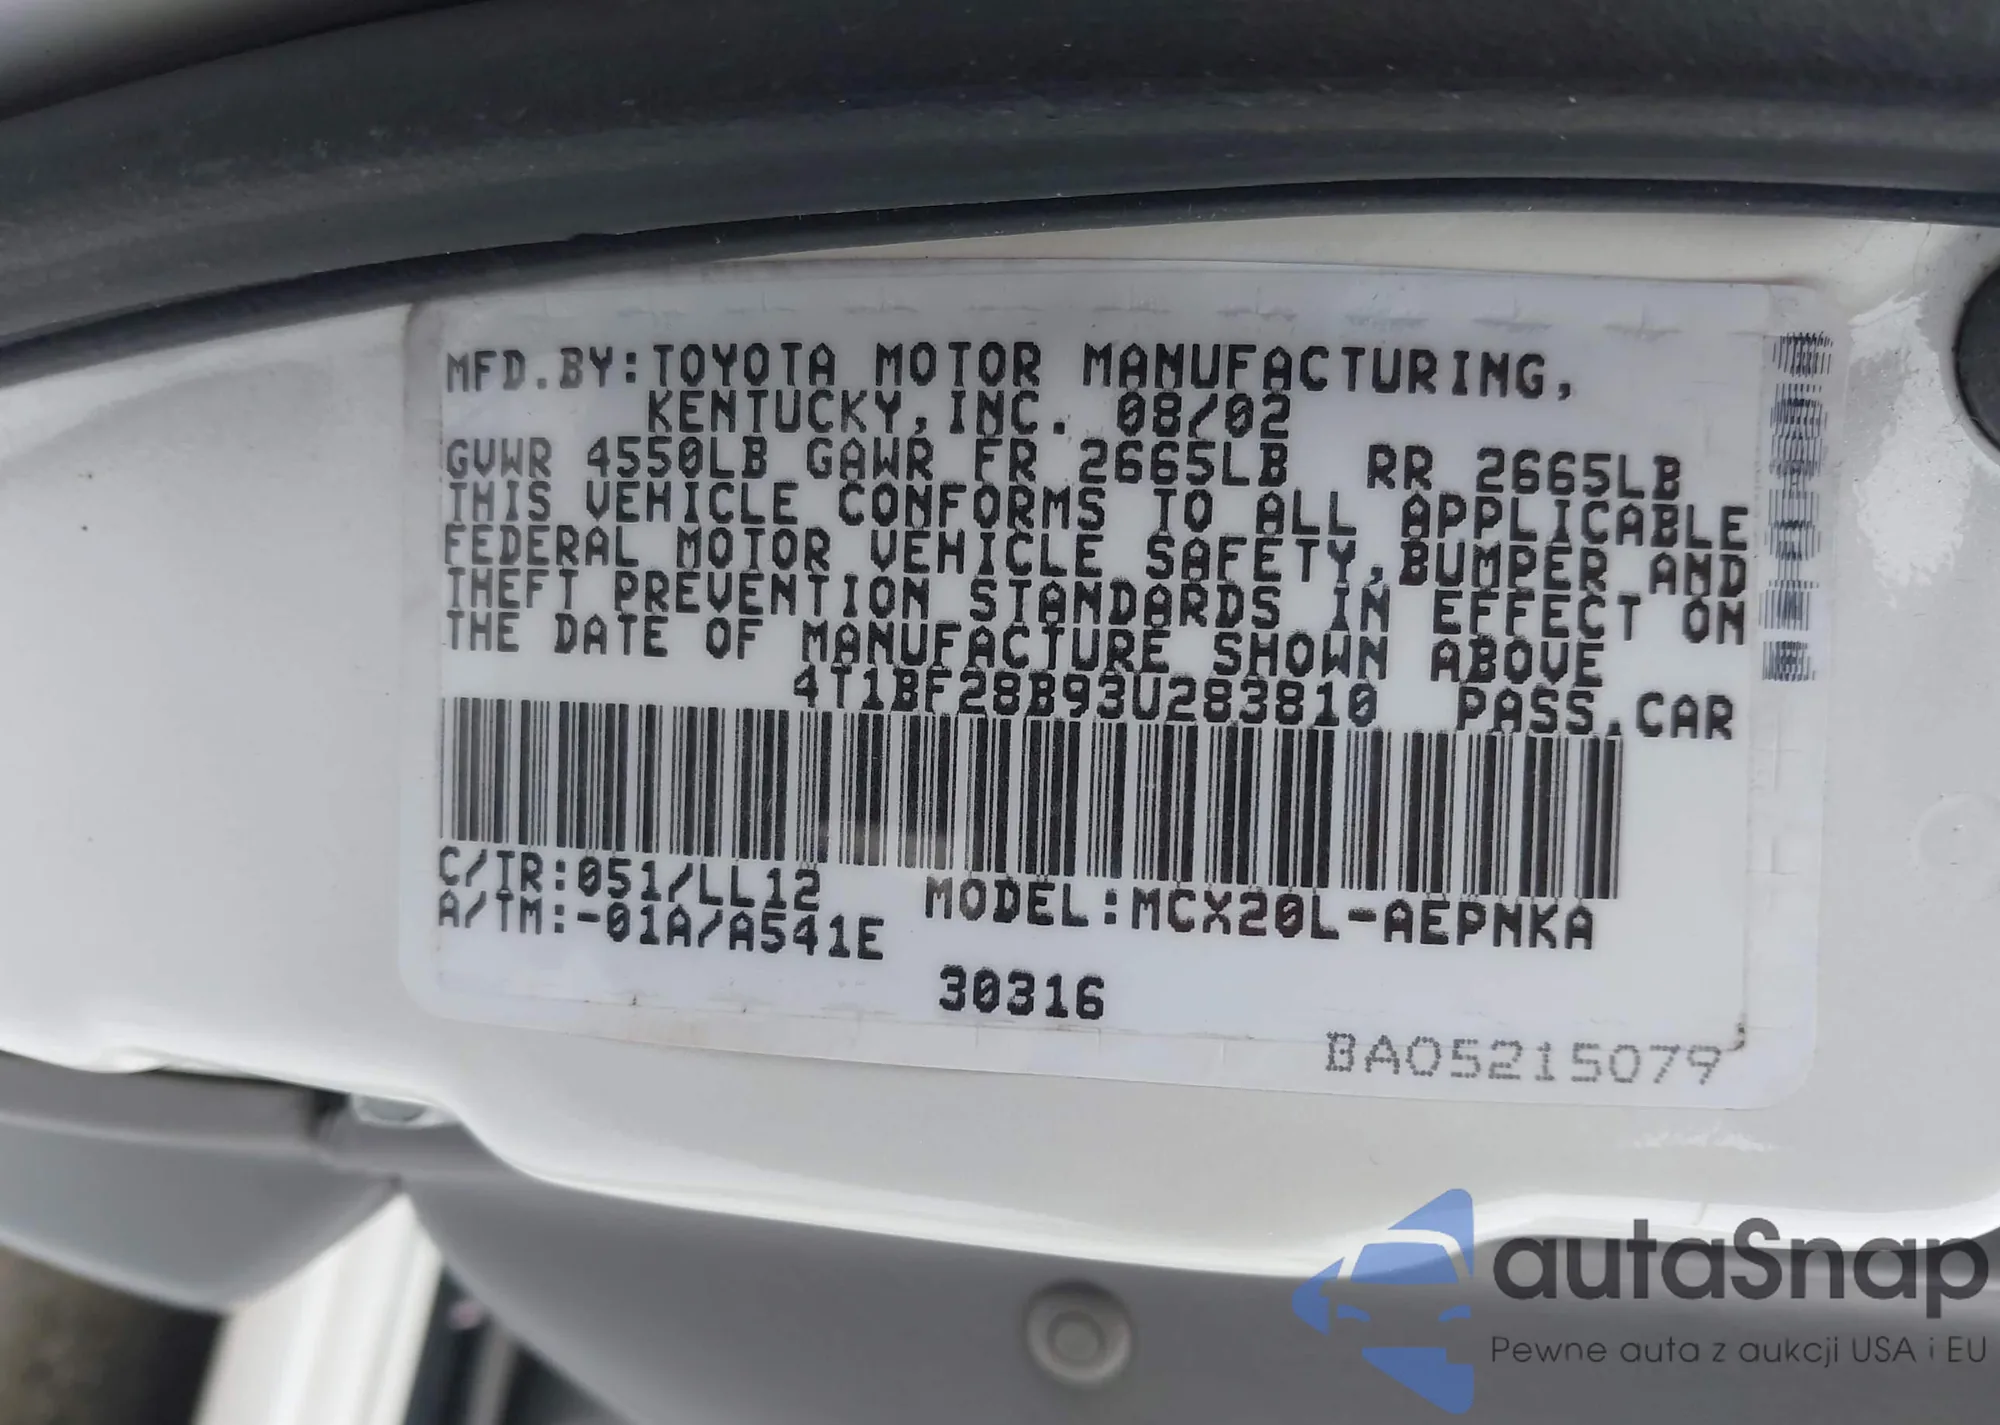 MFD.BY:TOYOTA MOTOR MANUFACTURING,
KENTUCKY,INC. 08/02
GVWR 4550LB GAWR FR 2665LB RR 2665LB
THIS VEHICLE CONFORMS TO ALL APPLICABLE
FEDERAL MOTOR VEHICLE SAFETY,BUMPER AND
THEFT PREVENTION STANDARDS IN EFFECT ON
THE DATE OF MANUFACTURE SHOWN ABOVE
4T1BF28B93U283810 PASS.CAR
C/TR:051/LL12 MODEL:MCX20L-AEPNKA
A/TM:-01A/A541E
30316
BA05215079
autaSnap
Pewne auta z aukcji USA i EU